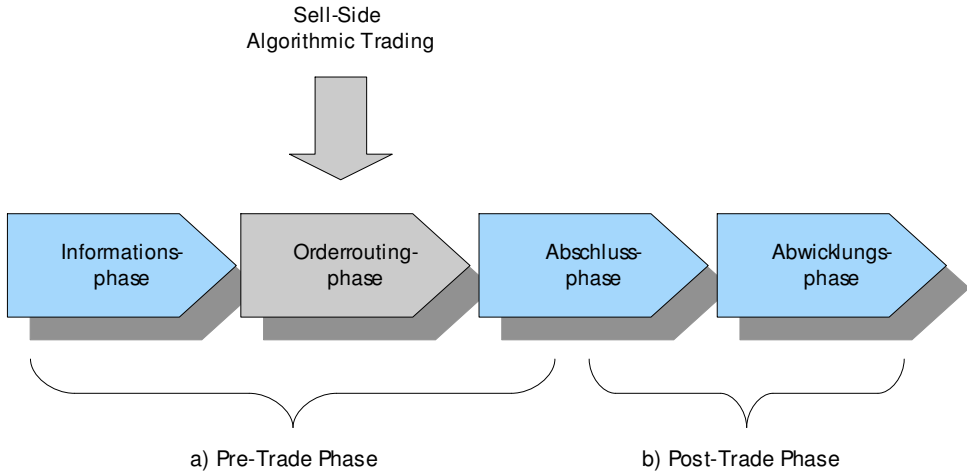 Sell-Side
Algorithmic Trading
Informations-
phase
Orderrouting-
phase
Abschluss-
phase
Abwicklungs-
phase
a) Pre-Trade Phase
b) Post-Trade Phase